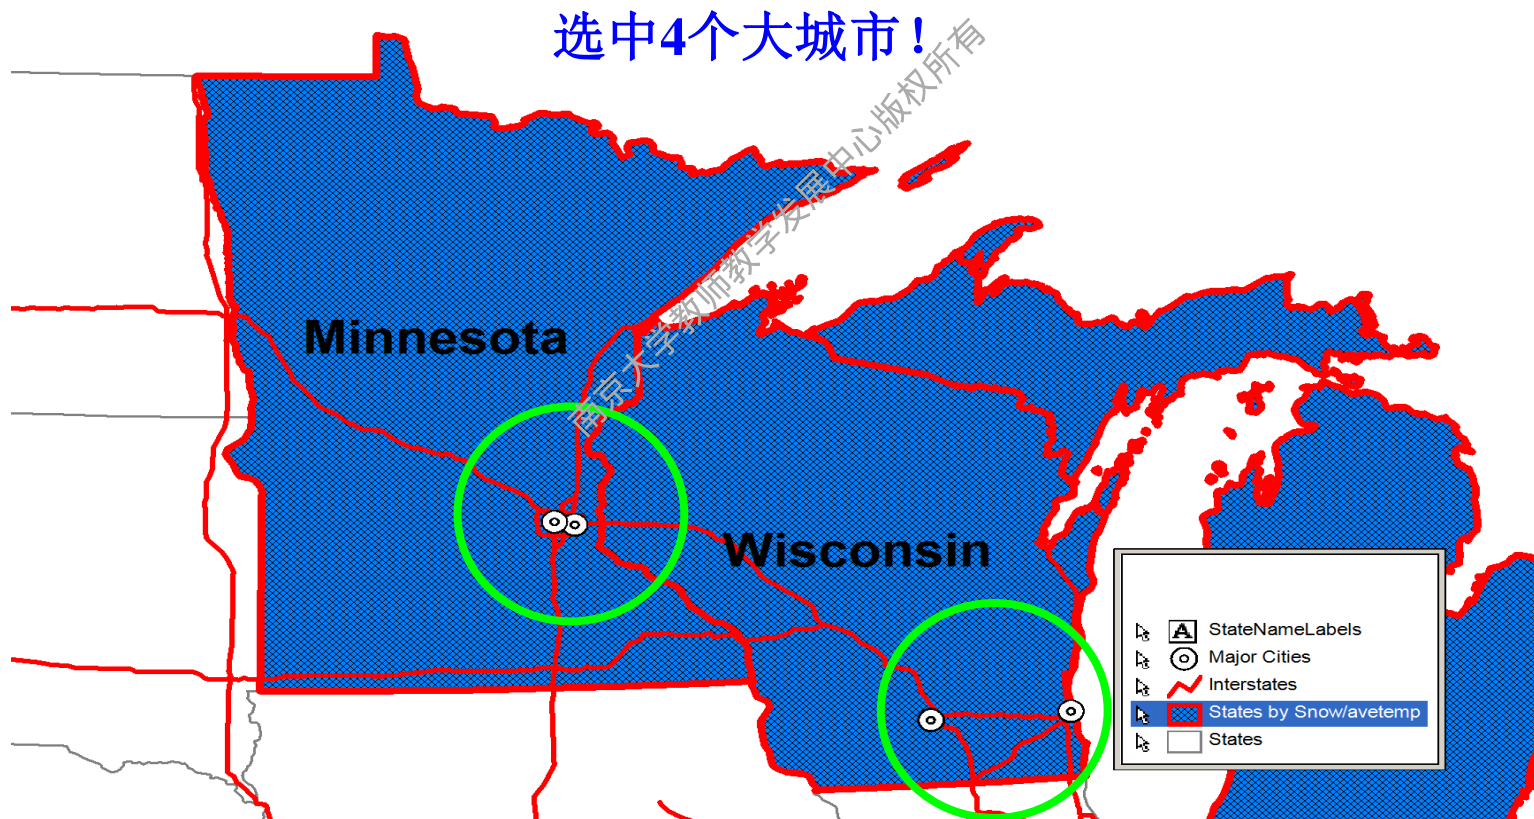 选中4个大城市！
南京大学教师教学发展中心版权所有
Minnesota
Wisconsin
A StateNameLabels
Major Cities
Interstates
States by Snow/avetemp
States